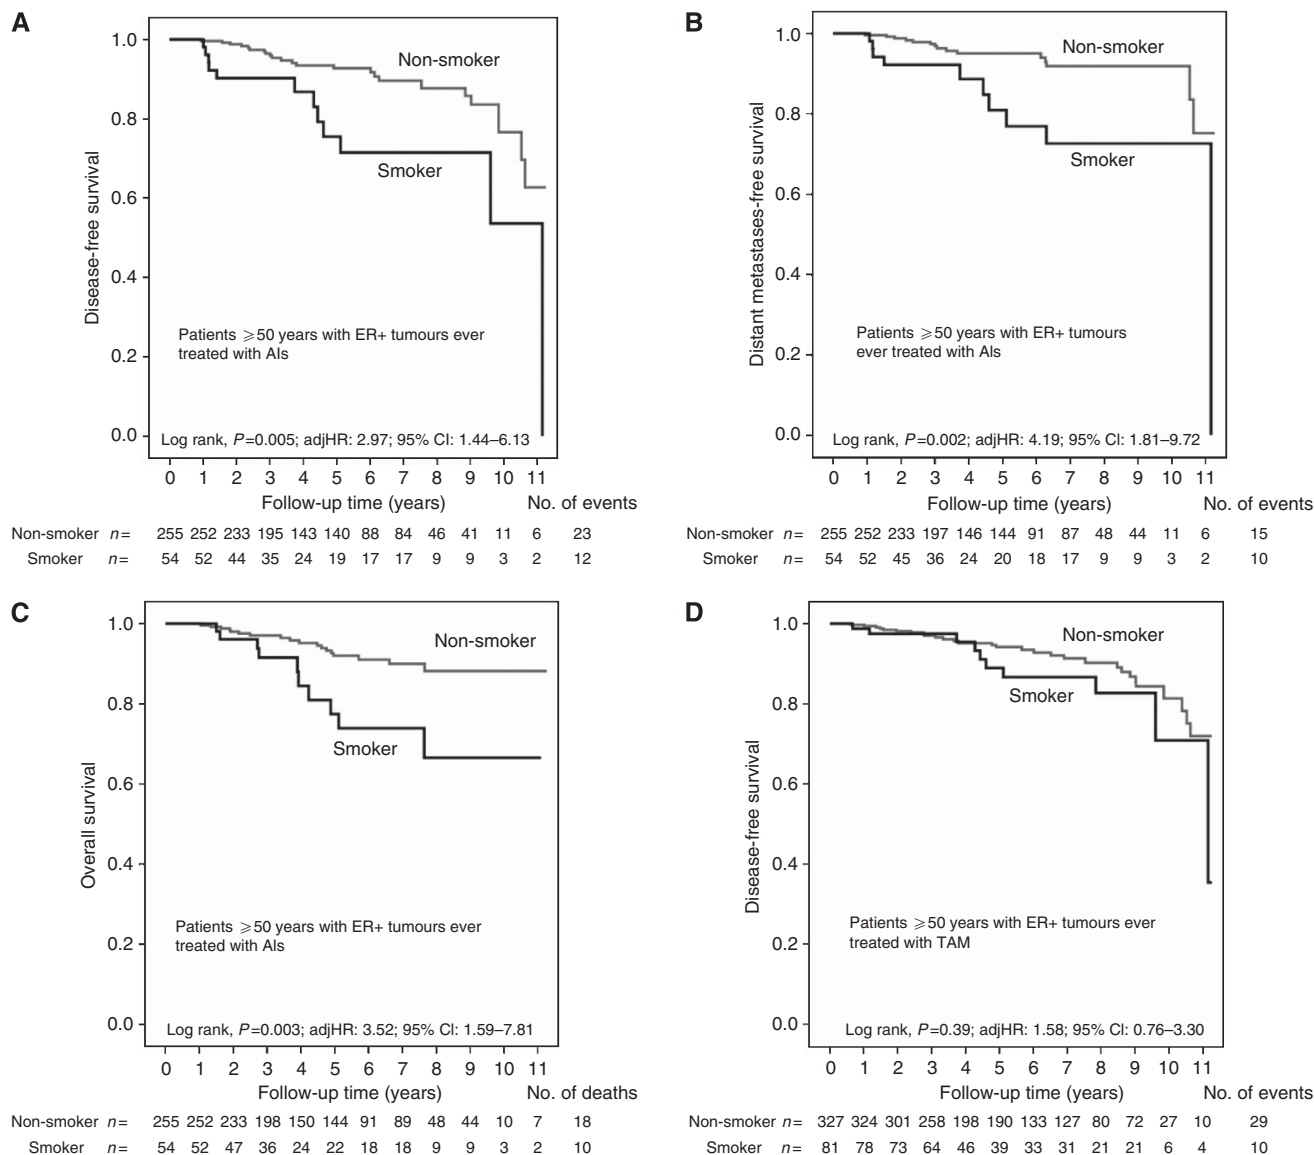 A
1.0
0.8
0.6
0.4
0.2
0.0
Disease-free survival
Non-smoker
Smoker
Patients ⩾50 years with ER+ tumours ever
treated with AIs
Log rank, P=0.005; adjHR: 2.97; 95% CI: 1.44–6.13
0 1 2 3 4 5 6 7 8 9 10 11
Follow-up time (years) No. of events
Non-smoker n= 255 252 233 195 143 140 88 84 46 41 11 6 23
Smoker n= 54 52 44 35 24 19 17 17 9 9 3 2 12
B
1.0
0.8
0.6
0.4
0.2
0.0
Distant metastases-free survival
Non-smoker
Smoker
Patients ⩾50 years with ER+ tumours
ever treated with AIs
Log rank, P=0.002; adjHR: 4.19; 95% CI: 1.81–9.72
0 1 2 3 4 5 6 7 8 9 10 11
Follow-up time (years) No. of events
Non-smoker n= 255 252 233 197 146 144 91 87 48 44 11 6 15
Smoker n= 54 52 45 36 24 20 18 17 9 9 3 2 10
C
1.0
0.8
0.6
0.4
0.2
0.0
Overall survival
Non-smoker
Smoker
Patients ⩾50 years with ER+ tumours ever
treated with AIs
Log rank, P=0.003; adjHR: 3.52; 95% CI: 1.59–7.81
0 1 2 3 4 5 6 7 8 9 10 11
Follow-up time (years) No. of deaths
Non-smoker n= 255 252 233 198 150 144 91 89 48 44 10 7 18
Smoker n= 54 52 47 36 24 22 18 18 9 9 3 2 10
D
1.0
0.8
0.6
0.4
0.2
0.0
Disease-free survival
Non-smoker
Smoker
Patients ⩾50 years with ER+ tumours ever
treated with TAM
Log rank, P=0.39; adjHR: 1.58; 95% CI: 0.76–3.30
0 1 2 3 4 5 6 7 8 9 10 11
Follow-up time (years) No. of events
Non-smoker n= 327 324 301 258 198 190 133 127 80 72 27 10 29
Smoker n= 81 78 73 64 46 39 33 31 21 21 6 4 10